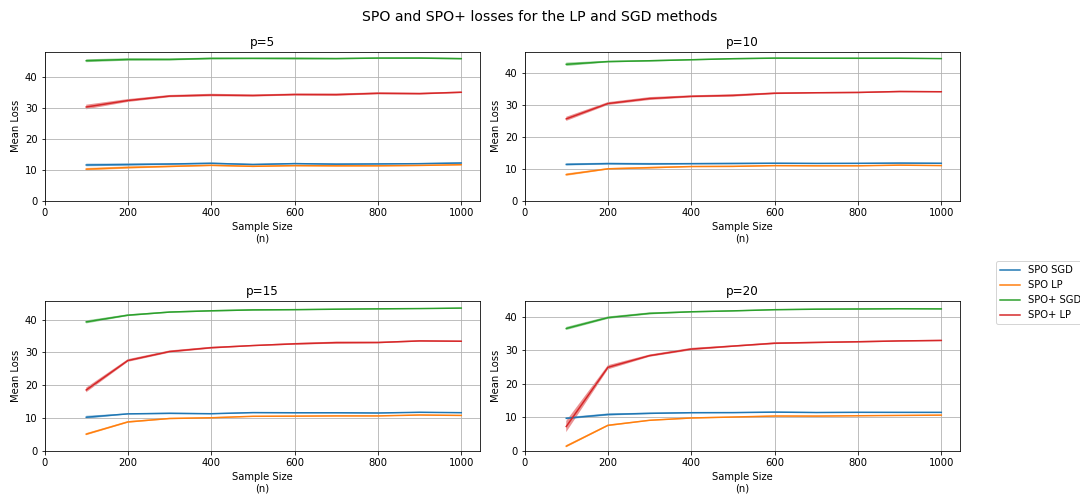 SPO and SPO+ losses for the LP and SGD methods
p=5
Mean Loss
40
30
20
10
0
0 200 400 600 800 1000
Sample Size
(n)
p=10
Mean Loss
40
30
20
10
0
0 200 400 600 800 1000
Sample Size
(n)
p=15
Mean Loss
40
30
20
10
0
0 200 400 600 800 1000
Sample Size
(n)
p=20
Mean Loss
40
30
20
10
0
0 200 400 600 800 1000
Sample Size
(n)
SPO SGD
SPO LP
SPO+ SGD
SPO+ LP